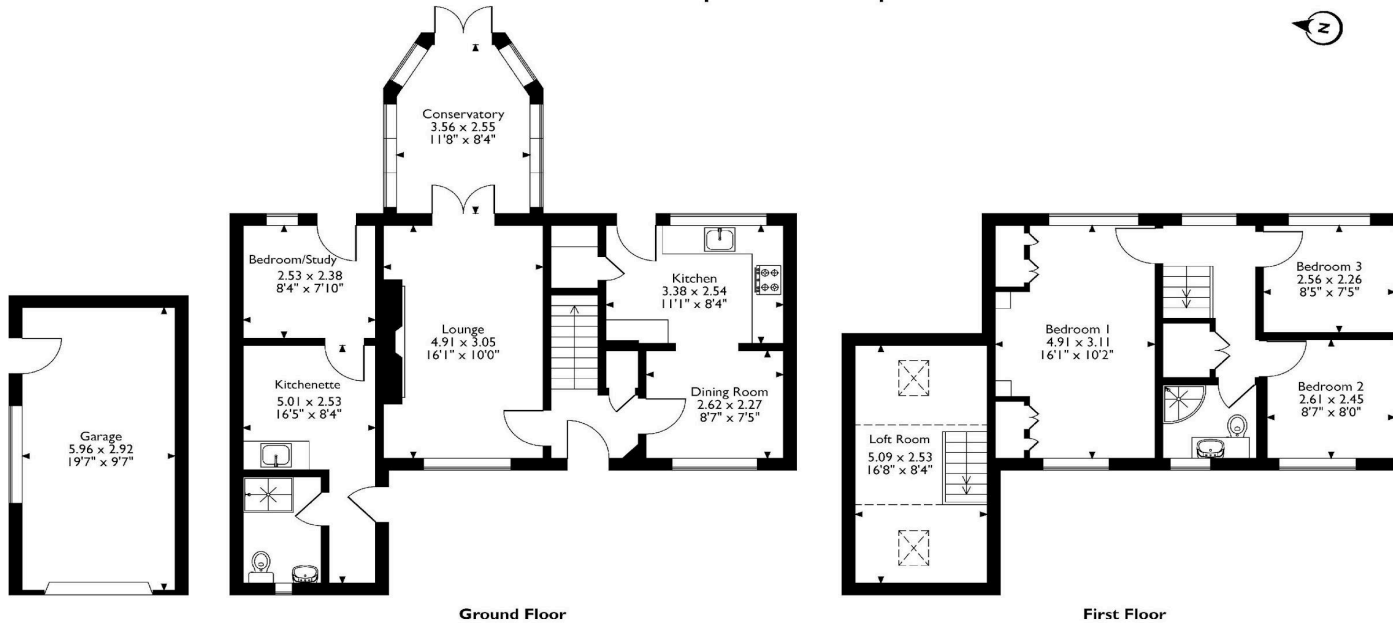 N
Conservatory
3.56 x 2.55
11'8" x 8'4"
Bedroom/Study
2.53 x 2.38
8'4" x 7'10"
Kitchen
3.38 x 2.54
11'1" x 8'4"
Lounge
4.91 x 3.05
16'1" x 10'0"
Kitchenette
5.01 x 2.53
16'5" x 8'4"
Dining Room
2.62 x 2.27
8'7" x 7'5"
Garage
5.96 x 2.92
19'7" x 9'7"
Bedroom 3
2.56 x 2.26
8'5" x 7'5"
Bedroom 1
4.91 x 3.11
16'1" x 10'2"
Bedroom 2
2.61 x 2.45
8'7" x 8'0"
Loft Room
5.09 x 2.53
16'8" x 8'4"
Ground Floor
First Floor